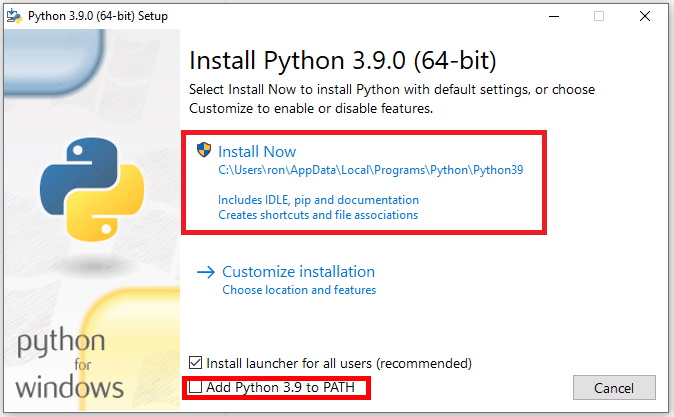 Python 3.9.0 (64-bit) Setup
Install Python 3.9.0 (64-bit)
Select Install Now to install Python with default settings, or choose
Customize to enable or disable features.
Install Now
C:\Users\ron\AppData\Local\Programs\Python\Python39
Includes IDLE, pip and documentation
Creates shortcuts and file associations
Customize installation
Choose location and features
Install launcher for all users (recommended)
Add Python 3.9 to PATH
python
for
windows
Cancel